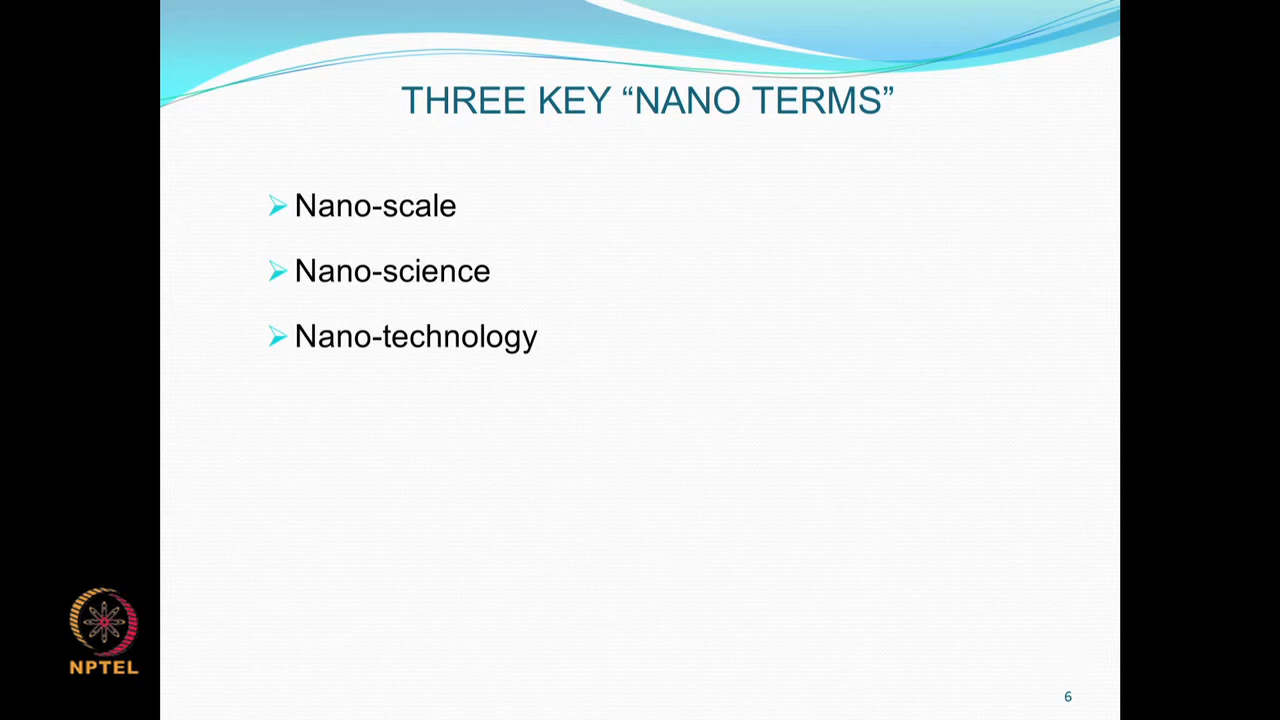 THREE KEY “NANO TERMS”
Nano-scale
Nano-science
Nano-technology
NPTEL
6